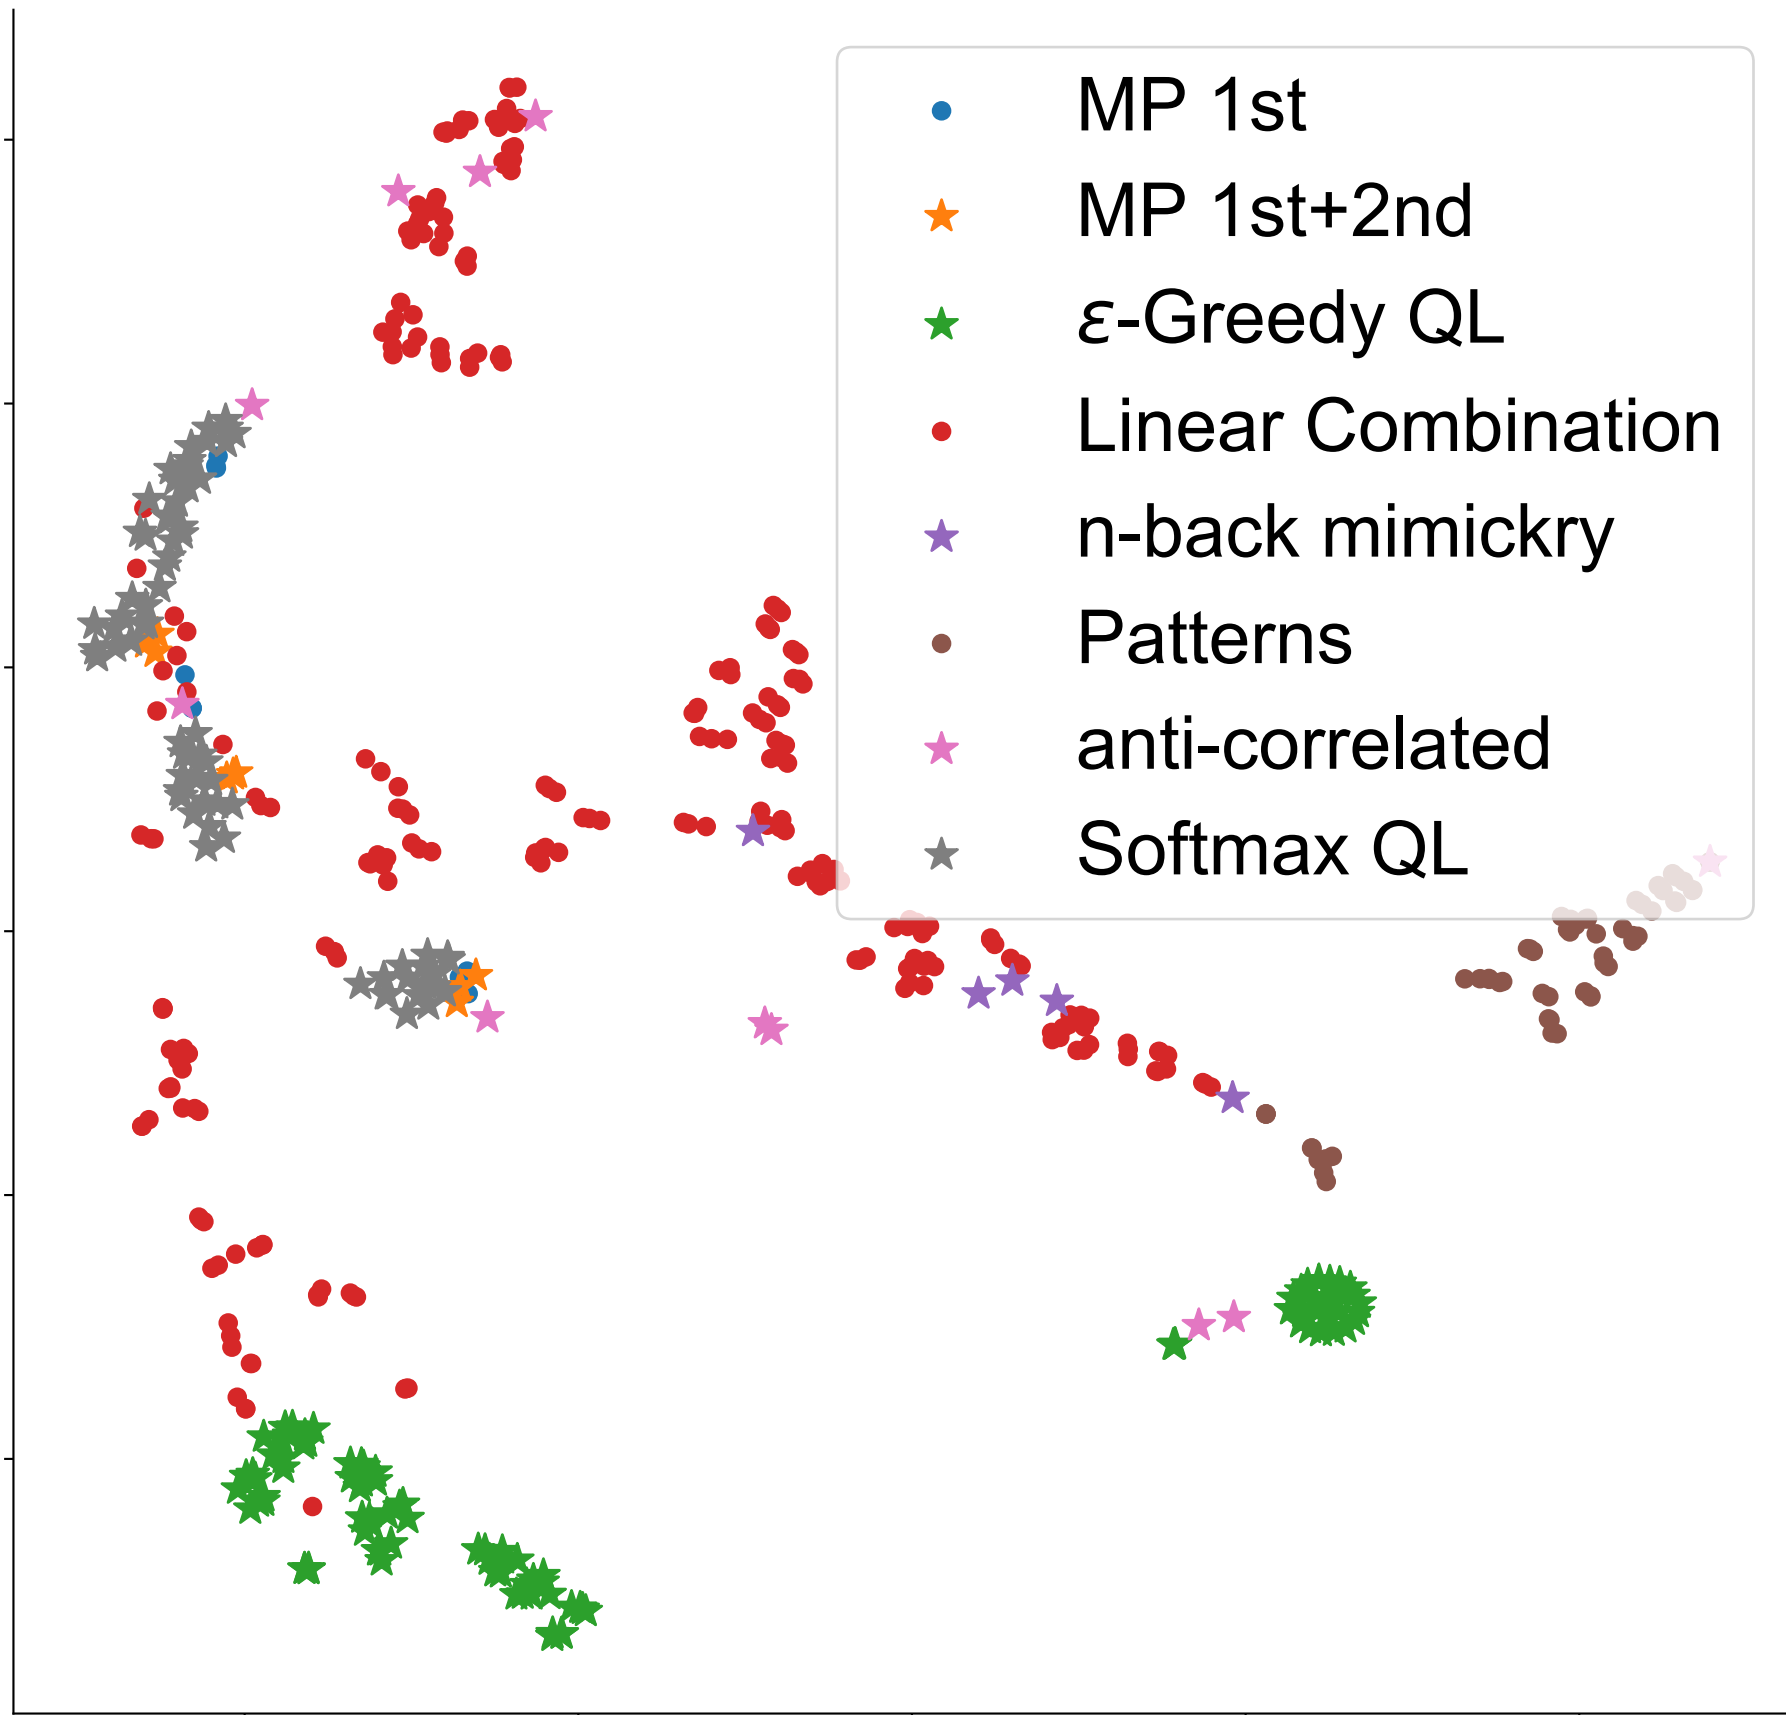 MP 1st
MP 1st+2nd
ε-Greedy QL
Linear Combination
n-back mimickry
Patterns
anti-correlated
Softmax QL